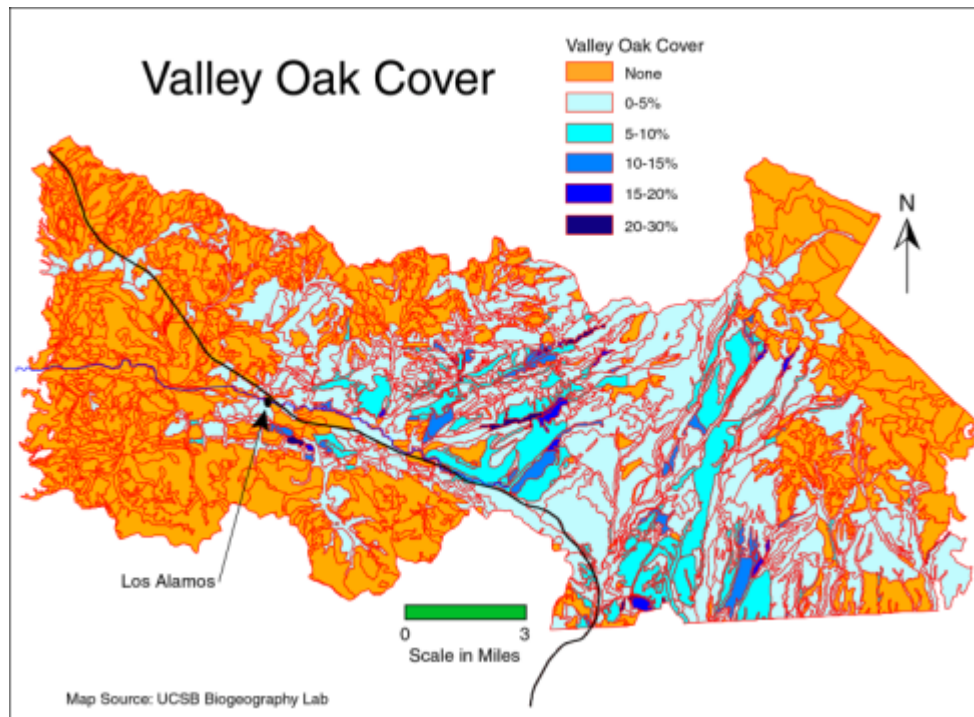 Valley Oak Cover
Valley Oak Cover
None
0-5%
5-10%
10-15%
15-20%
20-30%
N
Los Alamos
0 3
Scale in Miles
Map Source: UCSB Biogeography Lab